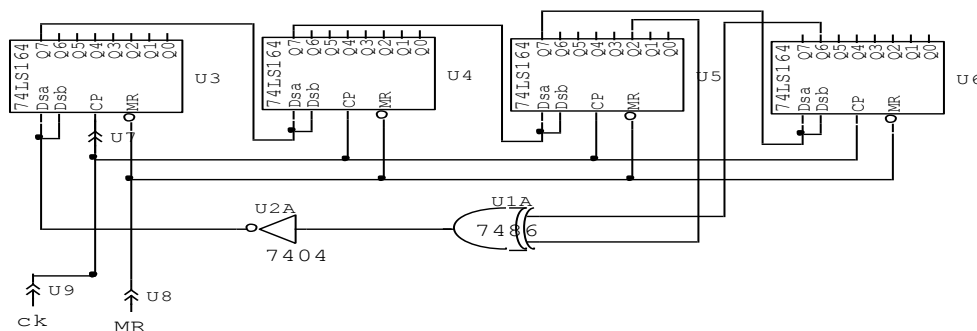 Q7 Q6 Q5 Q4 Q3 Q2 Q1 Q0
74LS164
Dsa Dsb CP MR
U3
Q7 Q6 Q5 Q4 Q3 Q2 Q1 Q0
74LS164
Dsa Dsb CP MR
U4
Q7 Q6 Q5 Q4 Q3 Q2 Q1 Q0
74LS164
Dsa Dsb CP MR
U5
Q7 Q6 Q5 Q4 Q3 Q2 Q1 Q0
74LS164
Dsa Dsb CP MR
U6
U7
U2A
7404
U1A
7486
U9
ck
U8
MR